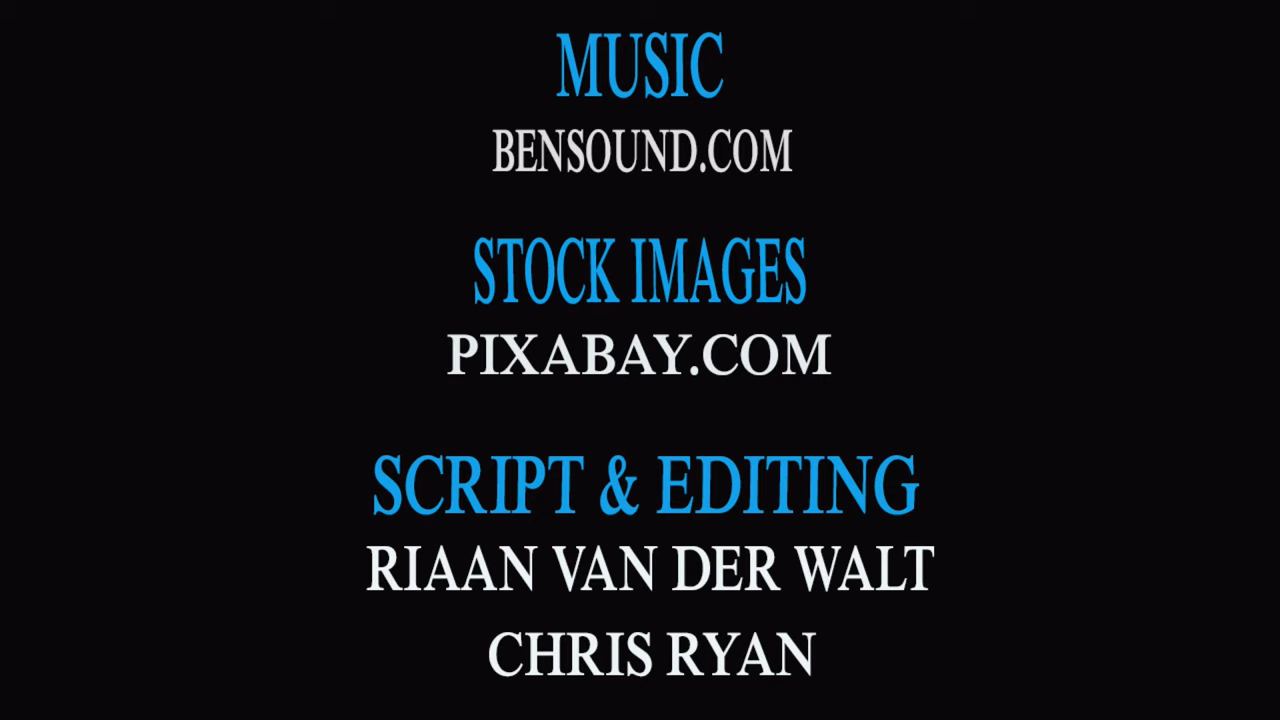 MUSIC
BENSOUND.COM
STOCK IMAGES
PIXABAY.COM
SCRIPT & EDITING
RIAAN VAN DER WALT
CHRIS RYAN